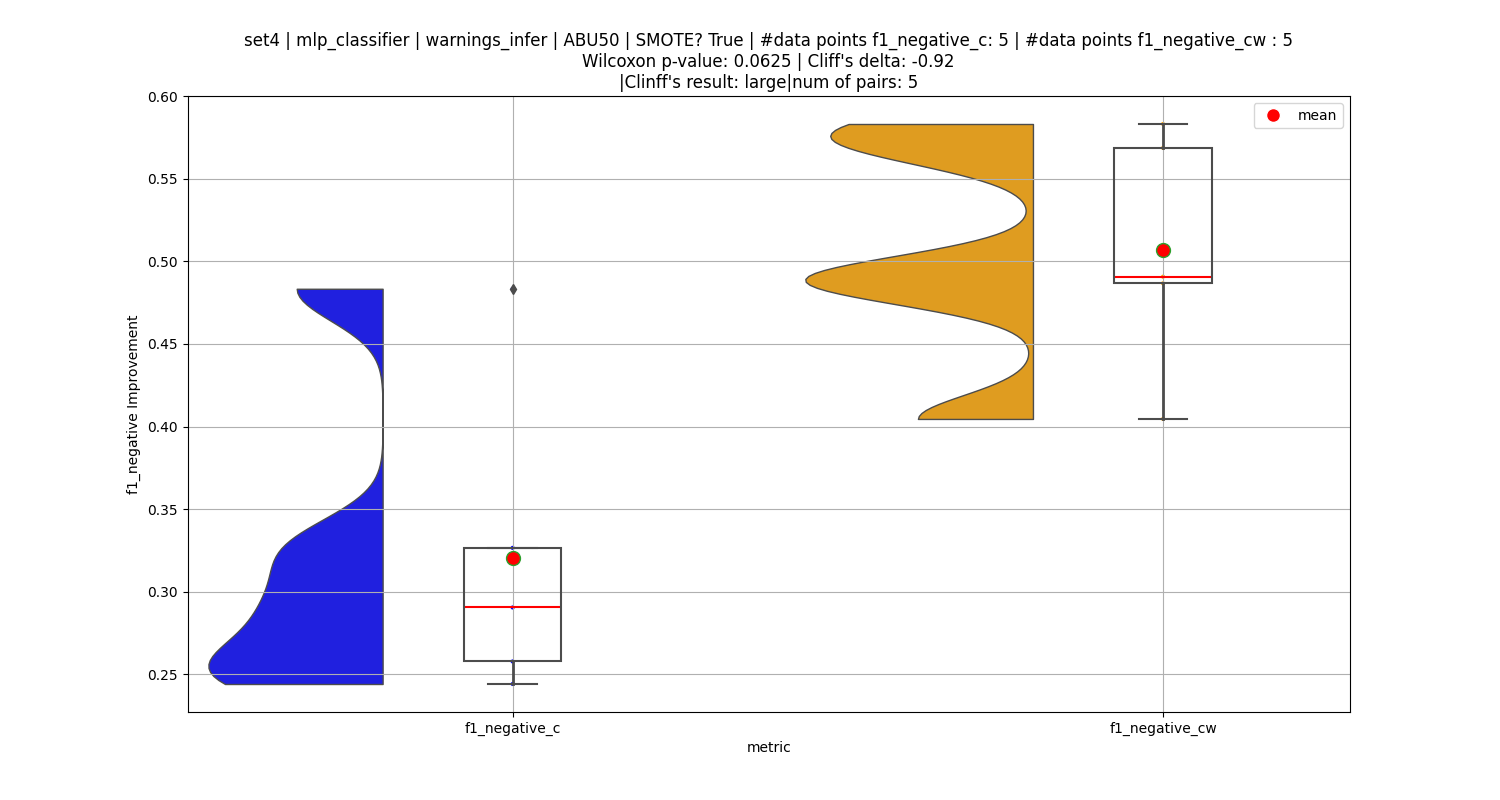 set4 | mlp_classifier | warnings_infer | ABU50 | SMOTE? True | #data points f1_negative_c: 5 | #data points f1_negative_cw : 5
Wilcoxon p-value: 0.0625 | Cliff's delta: -0.92
|Clinff's result: large|num of pairs: 5
mean
0.60
0.55
0.50
0.45
0.40
0.35
0.30
0.25
f1_negative Improvement
f1_negative_c
f1_negative_cw
metric